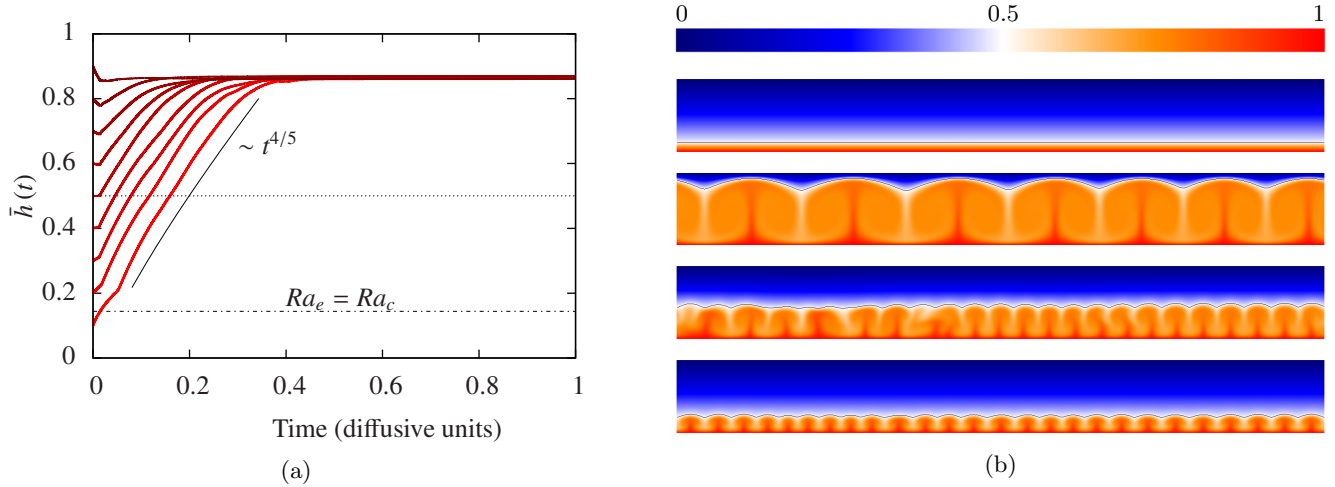 1
0.8
0.6
0.4
0.2
0
h̄(t)
~ t^{4/5}
Ra_e = Ra_c
0 0.2 0.4 0.6 0.8 1
Time (diffusive units)
(a)
0 0.5 1
(b)